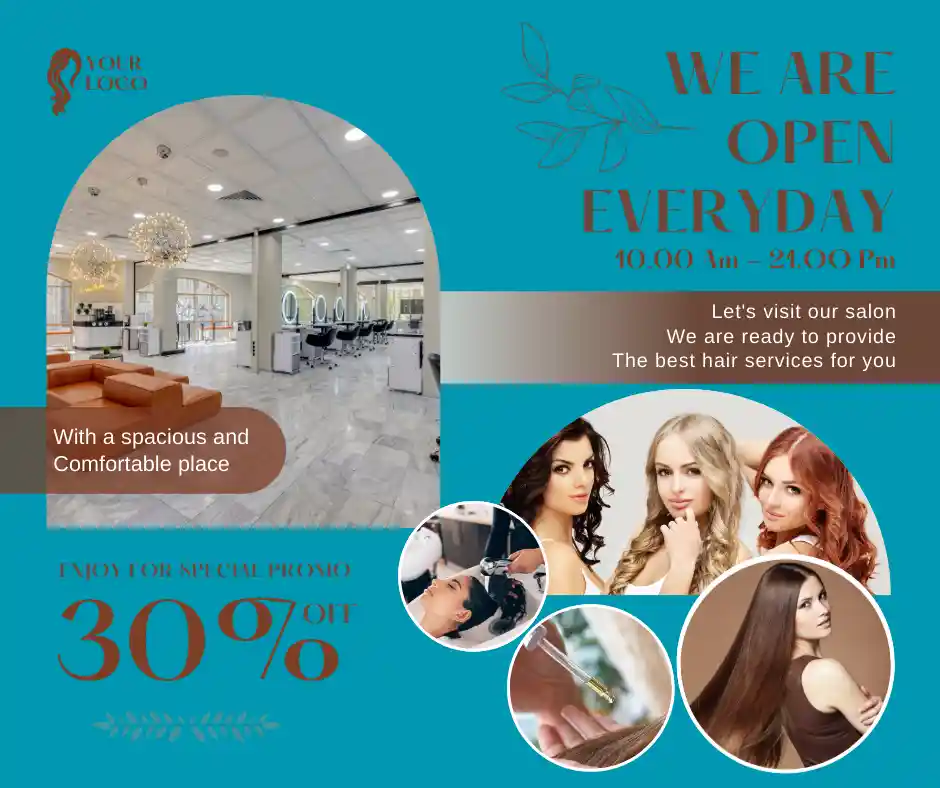 YOUR
LOGO
WE ARE
OPEN
EVERYDAY
10.00 Am – 21.00 Pm
Let's visit our salon
We are ready to provide
The best hair services for you
With a spacious and
Comfortable place
ENJOY FOR SPECIAL PROMO
30% OFF